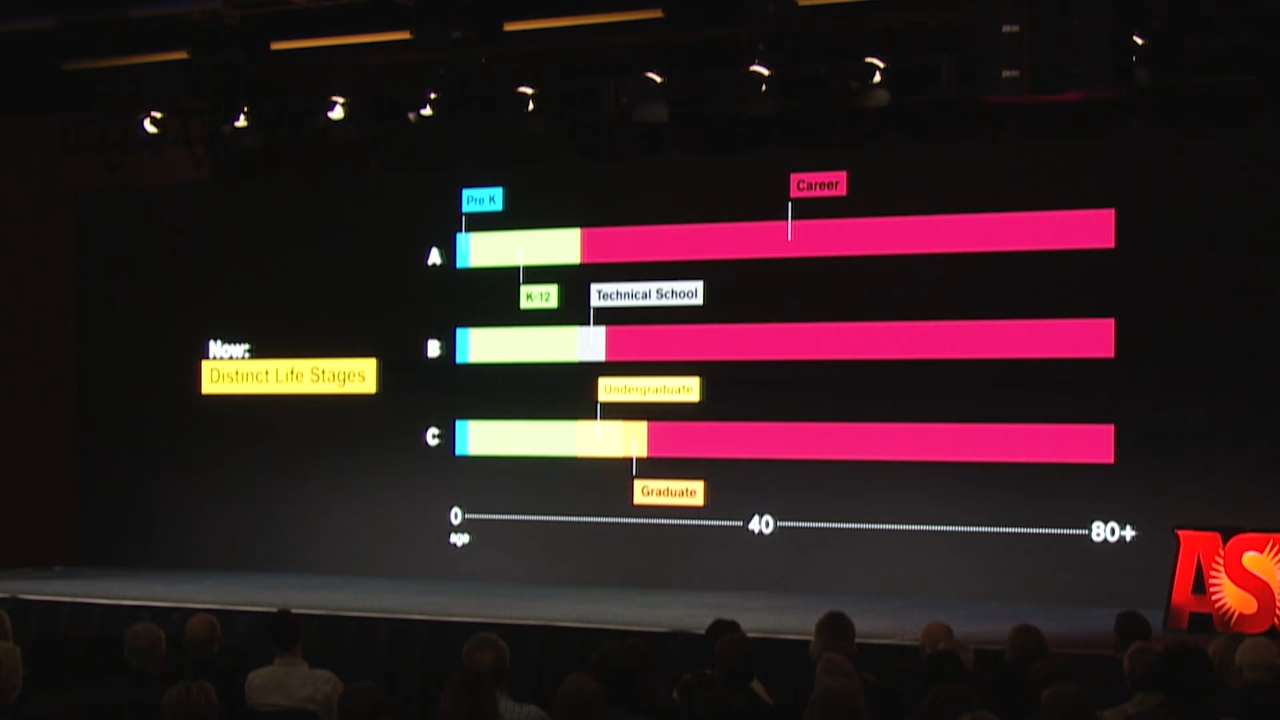 Pre K
Career
A
K-12
Technical School
Now:
Distinct Life Stages
B
Undergraduate
C
Graduate
0
40
80+
age
AS